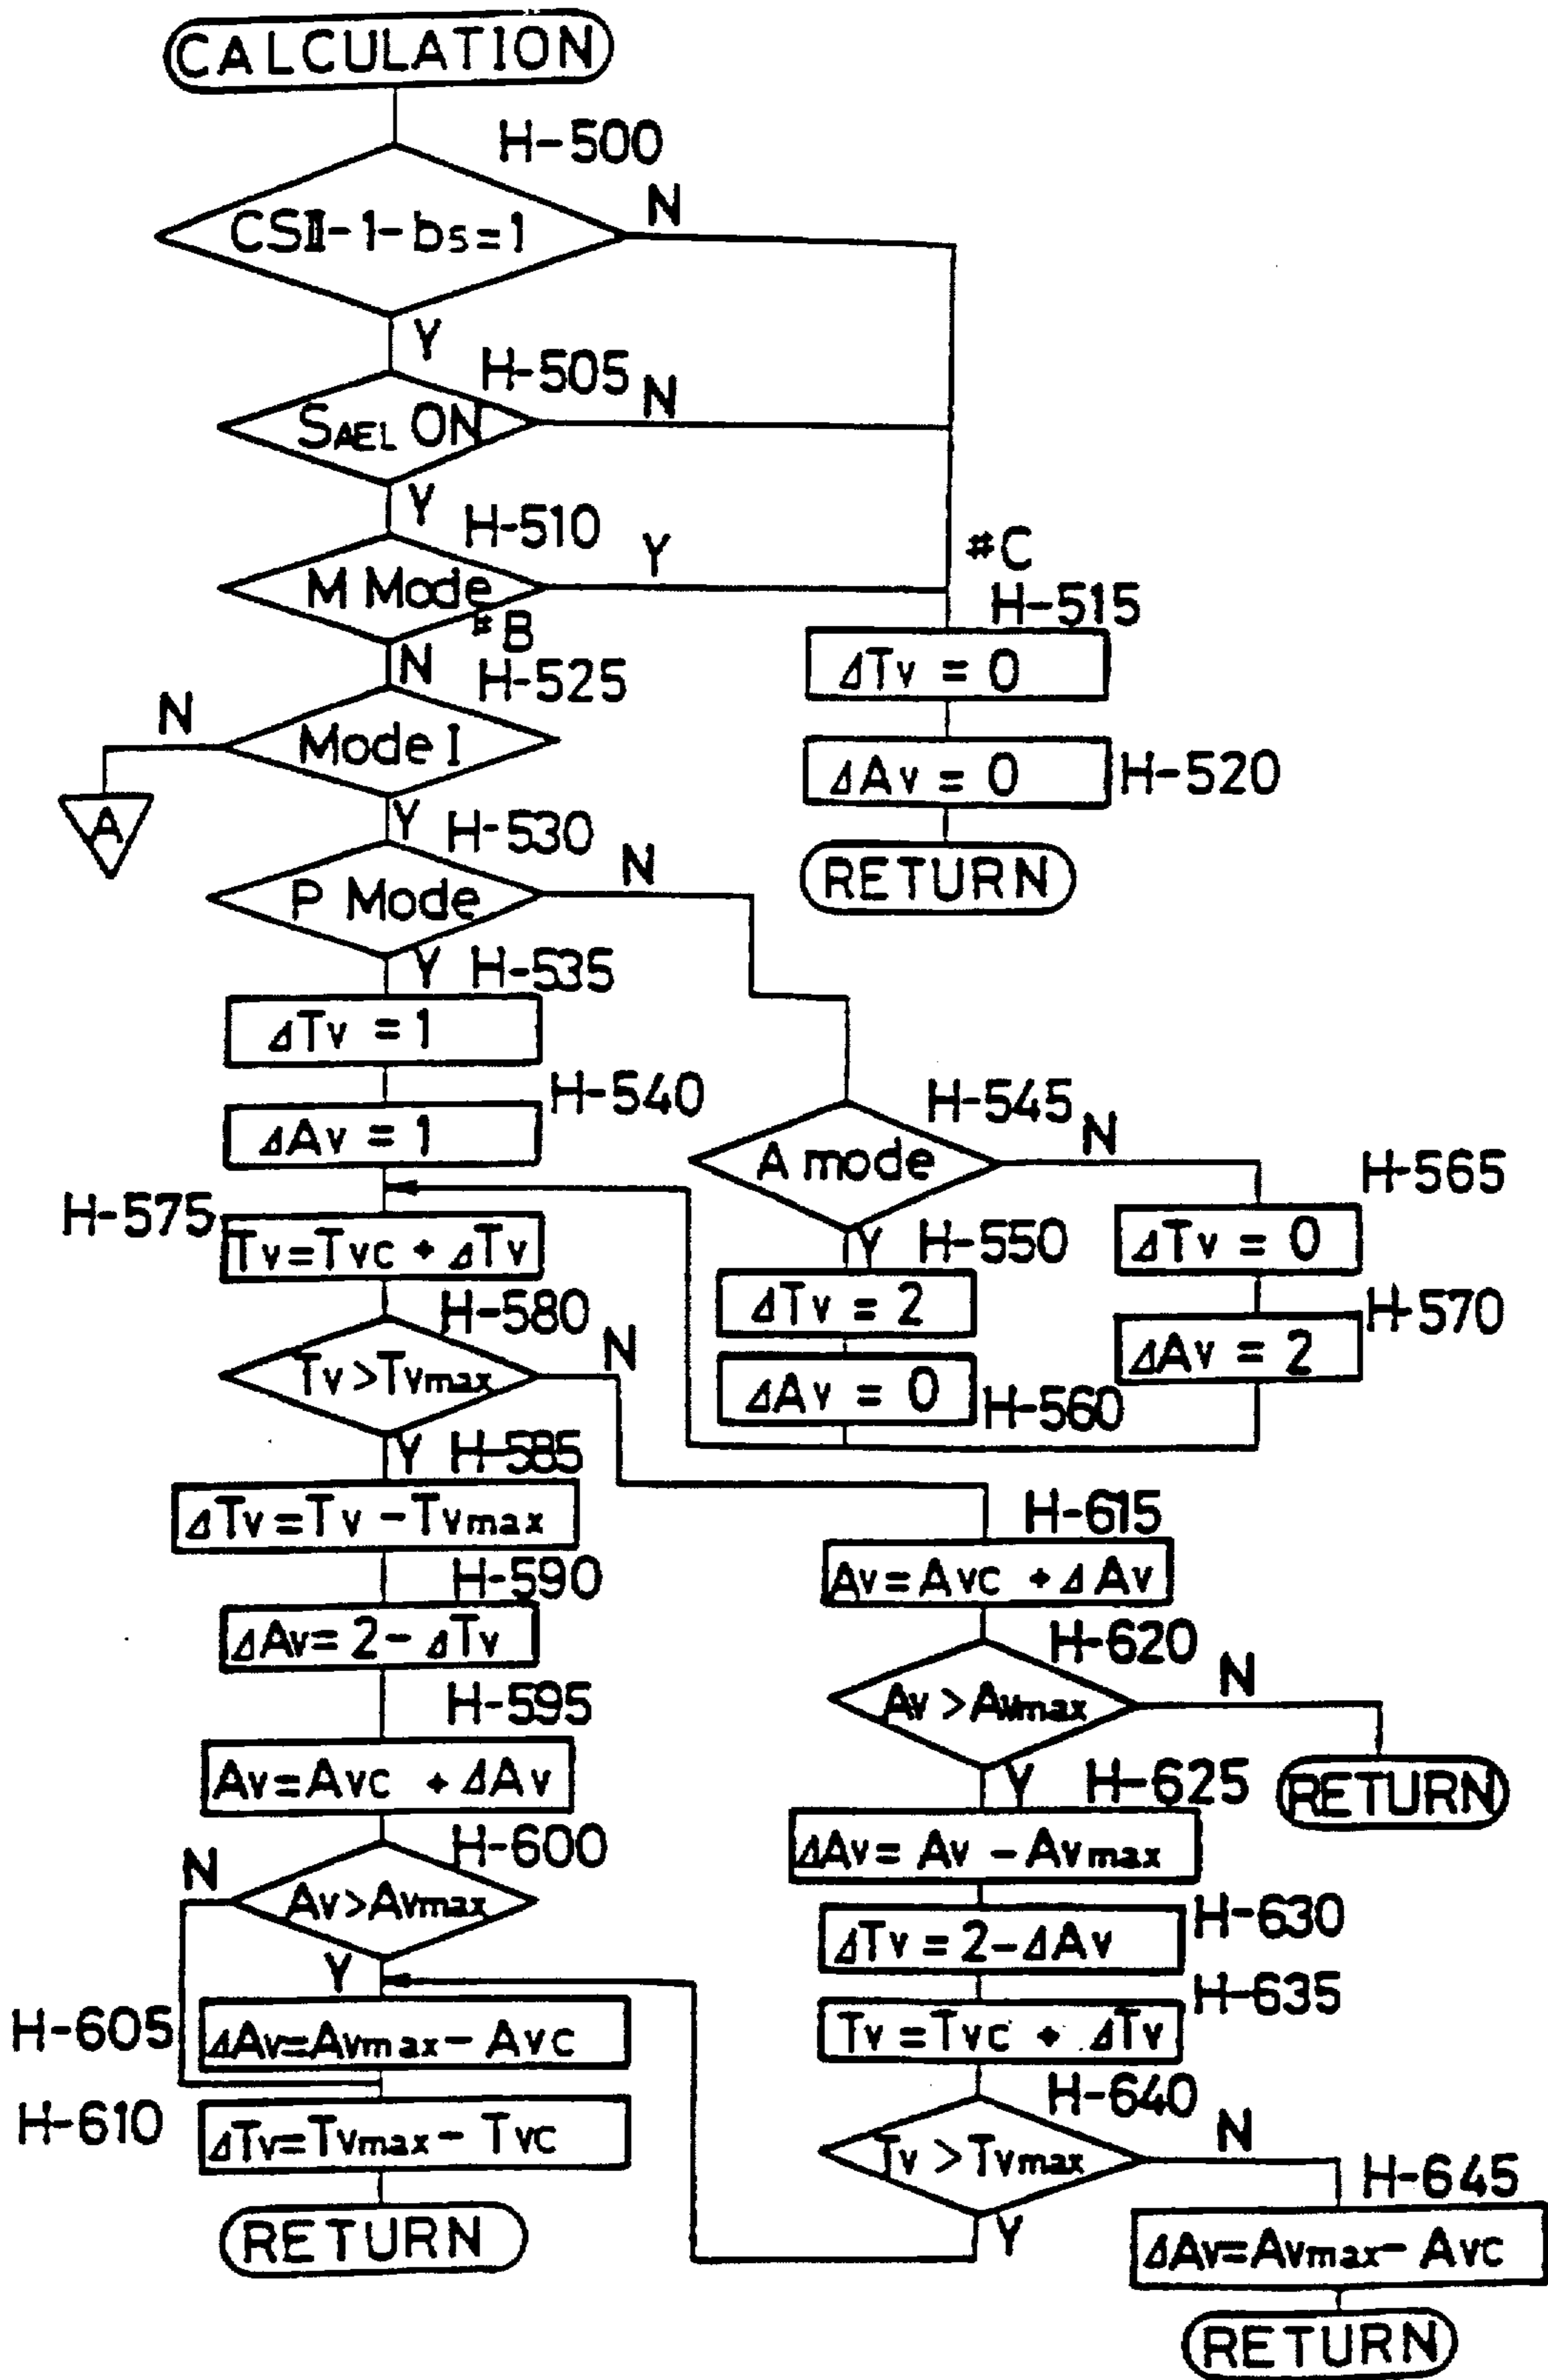 CALCULATION
H-500
CSII-1-b5=1
N
Y
H-505
SAEL ON
N
Y
H-510
M Mode
Y
#B
N
#C
H-515
ΔTv = 0
ΔAv = 0
H-520
RETURN
H-525
Mode I
N
A
Y
H-530
P Mode
N
Y
H-535
ΔTv = 1
H-540
ΔAv = 1
H-545
A mode
N
Y
H-550
ΔTv = 2
ΔAv = 0
H-560
H-565
ΔTv = 0
H-570
ΔAv = 2
H-575
Tv=Tvc + ΔTv
H-580
Tv>Tvmax
N
Y
H-585
ΔTv=Tv-Tvmax
H-590
ΔAv=2-ΔTv
H-595
Av=Avc + ΔAv
H-600
Av>Avmax
N
Y
H-605
ΔAv=Avmax-Avc
H-610
ΔTv=Tvmax-Tvc
RETURN
H-615
Av=Avc + ΔAv
H-620
Av>Avmax
N
RETURN
Y
H-625
ΔAv=Av-Avmax
H-630
ΔTv=2-ΔAv
H-635
Tv=Tvc + ΔTv
H-640
Tv>Tvmax
N
Y
H-645
ΔAv=Avmax-Avc
RETURN